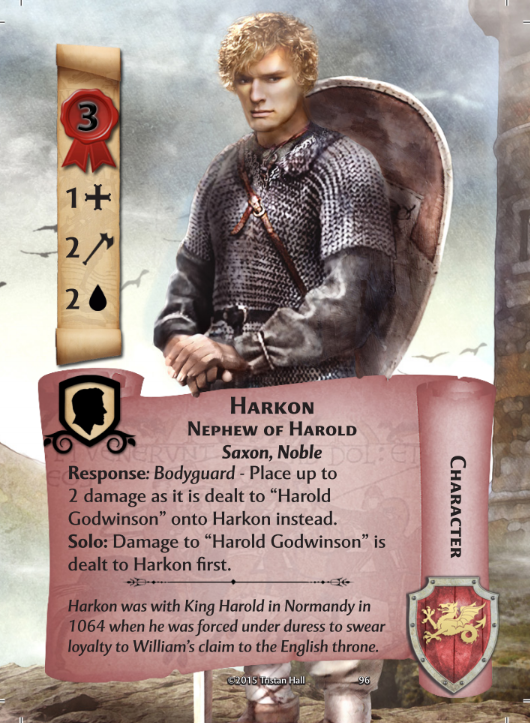 3
1
2
2
Harkon
Nephew of Harold
Saxon, Noble
Response: Bodyguard - Place up to
2 damage as it is dealt to “Harold
Godwinson” onto Harkon instead.
Solo: Damage to “Harold Godwinson” is
dealt to Harkon first.
Harkon was with King Harold in Normandy in
1064 when he was forced under duress to swear
loyalty to William’s claim to the English throne.
Character
©2015 Tristan Hall
96